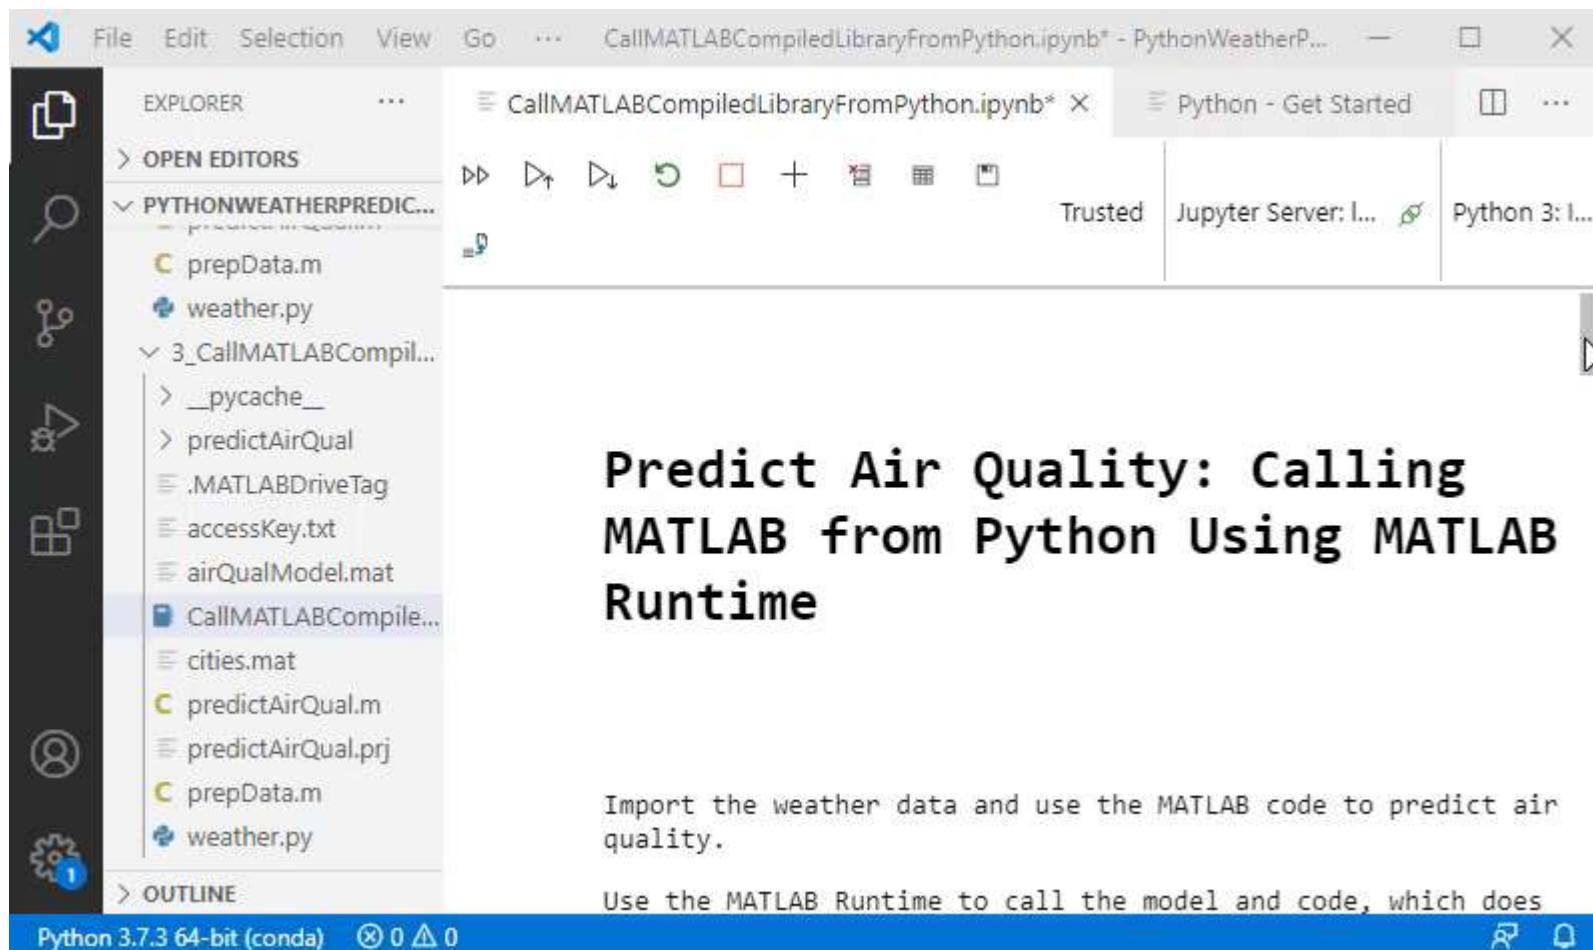 File Edit Selection View Go ··· CallMATLABCompiledLibraryFromPython.ipynb* - PythonWeatherP...
EXPLORER ···
CallMATLABCompiledLibraryFromPython.ipynb*
Python - Get Started
···
OPEN EDITORS
PYTHONWEATHERPREDIC...
prepData.m
weather.py
3_CallMATLABCompil...
__pycache__
predictAirQual
.MATLABDriveTag
accessKey.txt
airQualModel.mat
CallMATLABCompile...
cities.mat
predictAirQual.m
predictAirQual.prj
prepData.m
weather.py
OUTLINE
Trusted
Jupyter Server: l...
Python 3: I...
Predict Air Quality: Calling
MATLAB from Python Using MATLAB
Runtime
Import the weather data and use the MATLAB code to predict air
quality.
Use the MATLAB Runtime to call the model and code, which does
1
Python 3.7.3 64-bit (conda) 0 0